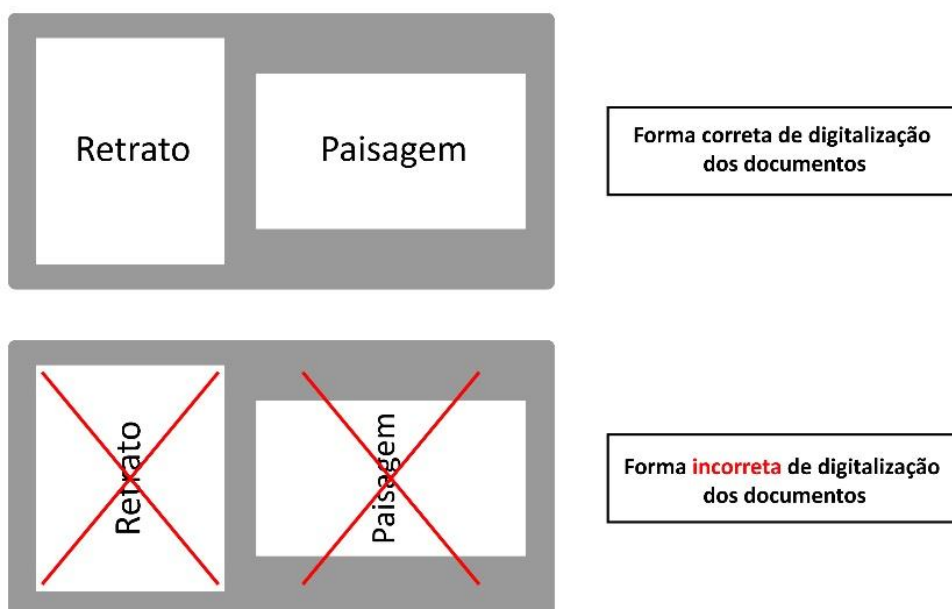 Retrato
Paisagem
Forma correta de digitalização
dos documentos
Retrato
Paisagem
Forma incorreta de digitalização
dos documentos